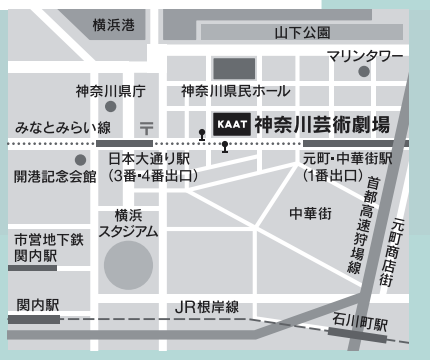 横浜港
山下公園
マリンタワー
神奈川県庁
神奈川県民ホール
みなとみらい線
〒
KAAT 神奈川芸術劇場
日本大通り駅
(3番・4番出口)
元町・中華街駅
(1番出口)
開港記念会館
首都高速狩場線
元町商店街
横浜
スタジアム
中華街
市営地下鉄
関内駅
関内駅
JR根岸線
石川町駅